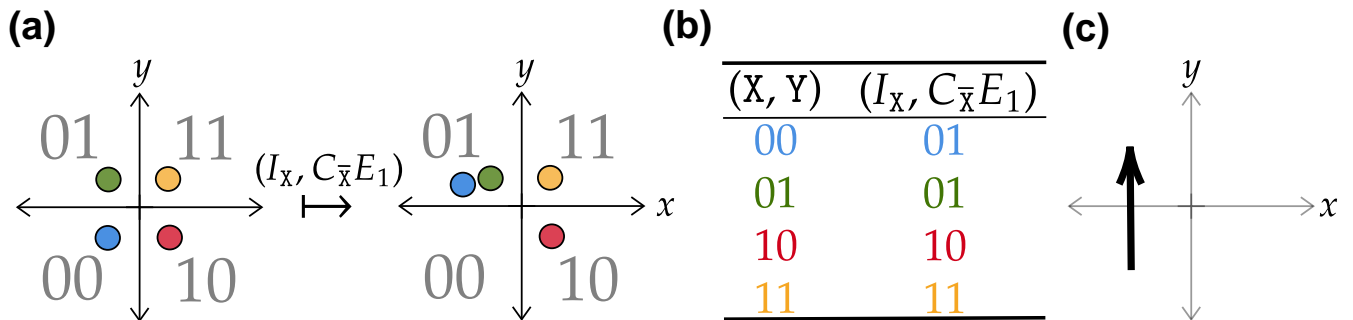 (a)
y
01 11
00 10
(I_X, C_X̅E_1)
y
01 11
x
00 10
(b)
(X, Y) (I_X, C_X̅E_1)
00 01
01 01
10 10
11 11
(c)
y
x